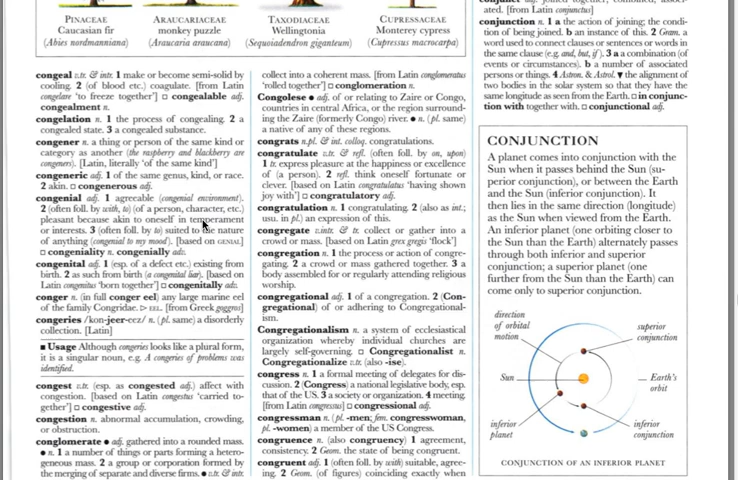 PINACEAE
Caucasian fir
(Abies nordmanniana)
ARAUCARIACEAE
monkey puzzle
(Araucaria araucana)
TAXODIACEAE
Wellingtonia
(Sequoiadendron giganteum)
CUPRESSACEAE
Monterey cypress
(Cupressus macrocarpa)
congeal v.tr. & intr. 1 make or become semi-solid by
cooling. 2 (of blood etc.) coagulate. [from Latin
congelare 'to freeze together'] □ congealable adj.
congealment n.
congelation n. 1 the process of congealing. 2 a
congealed state. 3 a congealed substance.
congener n. a thing or person of the same kind or
category as another (the raspberry and blackberry are
congeners). [Latin, literally 'of the same kind']
congeneric adj. 1 of the same genus, kind, or race.
2 akin. □ congenerous adj.
congenial adj. 1 agreeable (congenial environment).
2 (often foll. by with, to) (of a person, character, etc.)
pleasant because akin to oneself in temperament
or interests. 3 (often foll. by to) suited to the nature
of anything (congenial to my mood). [based on GENIAL]
□ congeniality n. congenially adv.
congenital adj. 1 (esp. of a defect etc.) existing from
birth. 2 as such from birth (a congenital liar). [based on
Latin congenitus 'born together'] □ congenitally adv.
conger n. (in full conger eel) any large marine eel
of the family Congridae. ▷ EEL. [from Greek goggros]
congeries /kon-jeer-eez/ n. (pl. same) a disorderly
collection. [Latin]
■ Usage Although congeries looks like a plural form,
it is a singular noun, e.g. A congeries of problems was
identified.
congest v.tr. (esp. as congested adj.) affect with
congestion. [based on Latin congestus 'carried to-
gether'] □ congestive adj.
congestion n. abnormal accumulation, crowding,
or obstruction.
conglomerate ● adj. gathered into a rounded mass.
● n. 1 a number of things or parts forming a hetero-
geneous mass. 2 a group or corporation formed by
the merging of separate and diverse firms. ● v.tr. & intr.
collect into a coherent mass. [from Latin conglomeratus
'rolled together'] □ conglomeration n.
Congolese ● adj. of or relating to Zaire or Congo,
countries in central Africa, or the region surround-
ing the Zaire (formerly Congo) river. ● n. (pl. same)
a native of any of these regions.
congrats n.pl. & int. colloq. congratulations.
congratulate v.tr. & refl. (often foll. by on, upon)
1 tr. express pleasure at the happiness or excellence
of (a person). 2 refl. think oneself fortunate or
clever. [based on Latin congratulatus 'having shown
joy with'] □ congratulatory adj.
congratulation n. 1 congratulating. 2 (also as int.;
usu. in pl.) an expression of this.
congregate v.intr. & tr. collect or gather into a
crowd or mass. [based on Latin grex gregis 'flock']
congregation n. 1 the process or action of congre-
gating. 2 a crowd or mass gathered together. 3 a
body assembled for or regularly attending religious
worship.
congregational adj. 1 of a congregation. 2 (Con-
gregational) of or adhering to Congregational-
ism.
Congregationalism n. a system of ecclesiastical
organization whereby individual churches are
largely self-governing. □ Congregationalist n.
Congregationalize v.tr. (also -ise).
congress n. 1 a formal meeting of delegates for dis-
cussion. 2 (Congress) a national legislative body, esp.
that of the US. 3 a society or organization. 4 meeting.
[from Latin congressus] □ congressional adj.
congressman n. (pl. -men; fem. congresswoman,
pl. -women) a member of the US Congress.
congruence n. (also congruency) 1 agreement,
consistency. 2 Geom. the state of being congruent.
congruent adj. 1 (often foll. by with) suitable, agree-
ing. 2 Geom. (of figures) coinciding exactly when
ated. [from Latin conjunctus]
conjunction n. 1 a the action of joining; the condi-
tion of being joined. b an instance of this. 2 Gram. a
word used to connect clauses or sentences or words in
the same clause (e.g. and, but, if). 3 a a combination (of
events or circumstances). b a number of associated
persons or things. 4 Astron. & Astrol. ▼ the alignment of
two bodies in the solar system so that they have the
same longitude as seen from the Earth. □ in conjunc-
tion with together with. □ conjunctional adj.
CONJUNCTION
A planet comes into conjunction with the
Sun when it passes behind the Sun (su-
perior conjunction), or between the Earth
and the Sun (inferior conjunction). It
then lies in the same direction (longitude)
as the Sun when viewed from the Earth.
An inferior planet (one orbiting closer to
the Sun than the Earth) alternately passes
through both inferior and superior
conjunction; a superior planet (one
further from the Sun than the Earth) can
come only to superior conjunction.
direction
of orbital
motion
superior
conjunction
Sun
Earth's
orbit
inferior
planet
inferior
conjunction
CONJUNCTION OF AN INFERIOR PLANET